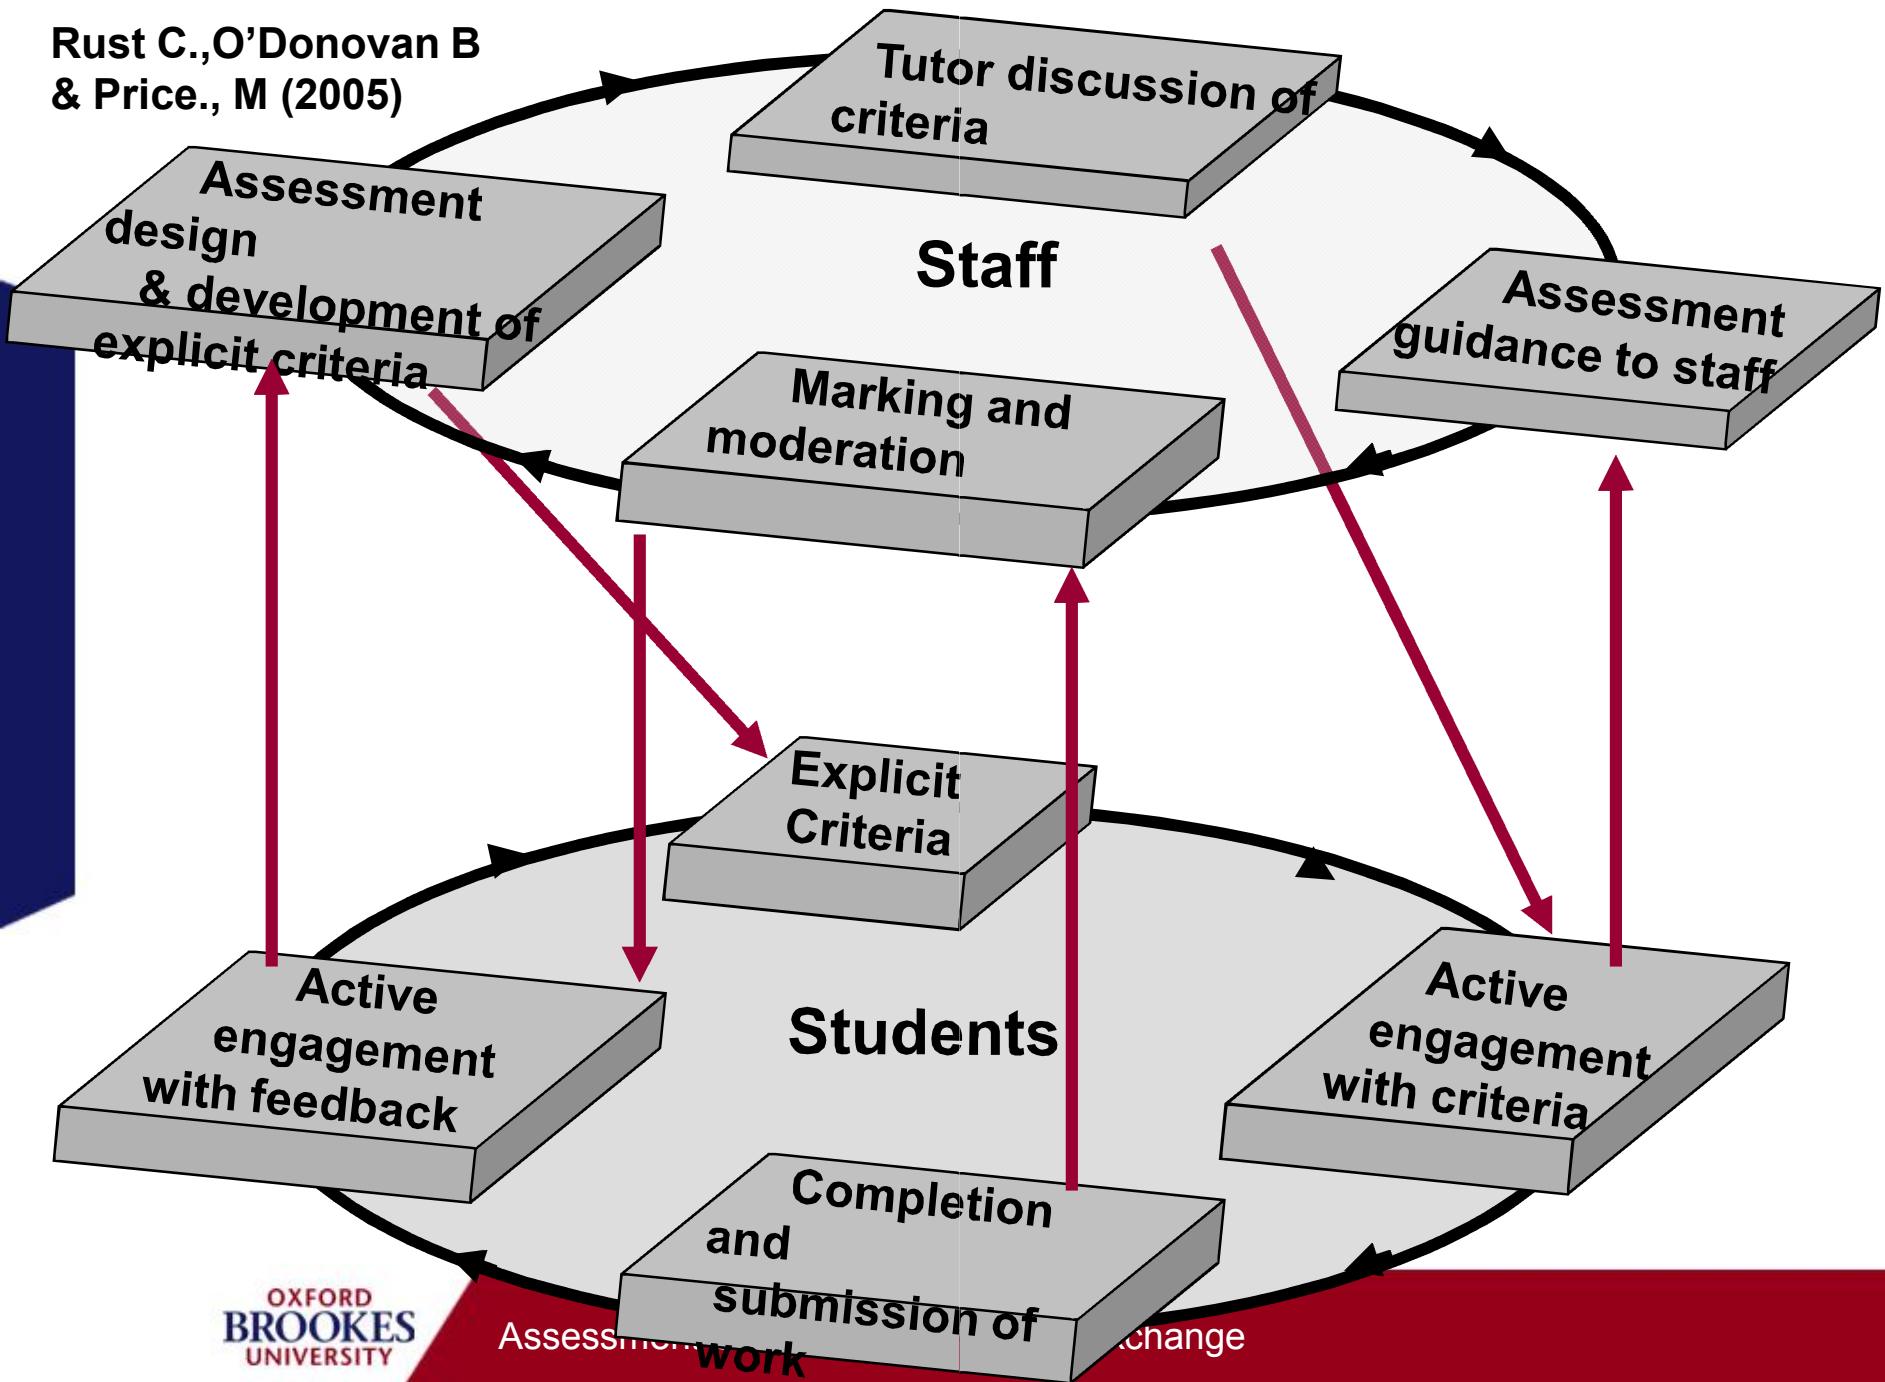 Rust C.,O’Donovan B
& Price., M (2005)
Tutor discussion of
criteria
Assessment
design
& development of
explicit criteria
Staff
Assessment
guidance to staff
Marking and
moderation
Explicit
Criteria
Active
engagement
with feedback
Students
Active
engagement
with criteria
Completion
and
submission of
work
OXFORD
BROOKES
UNIVERSITY